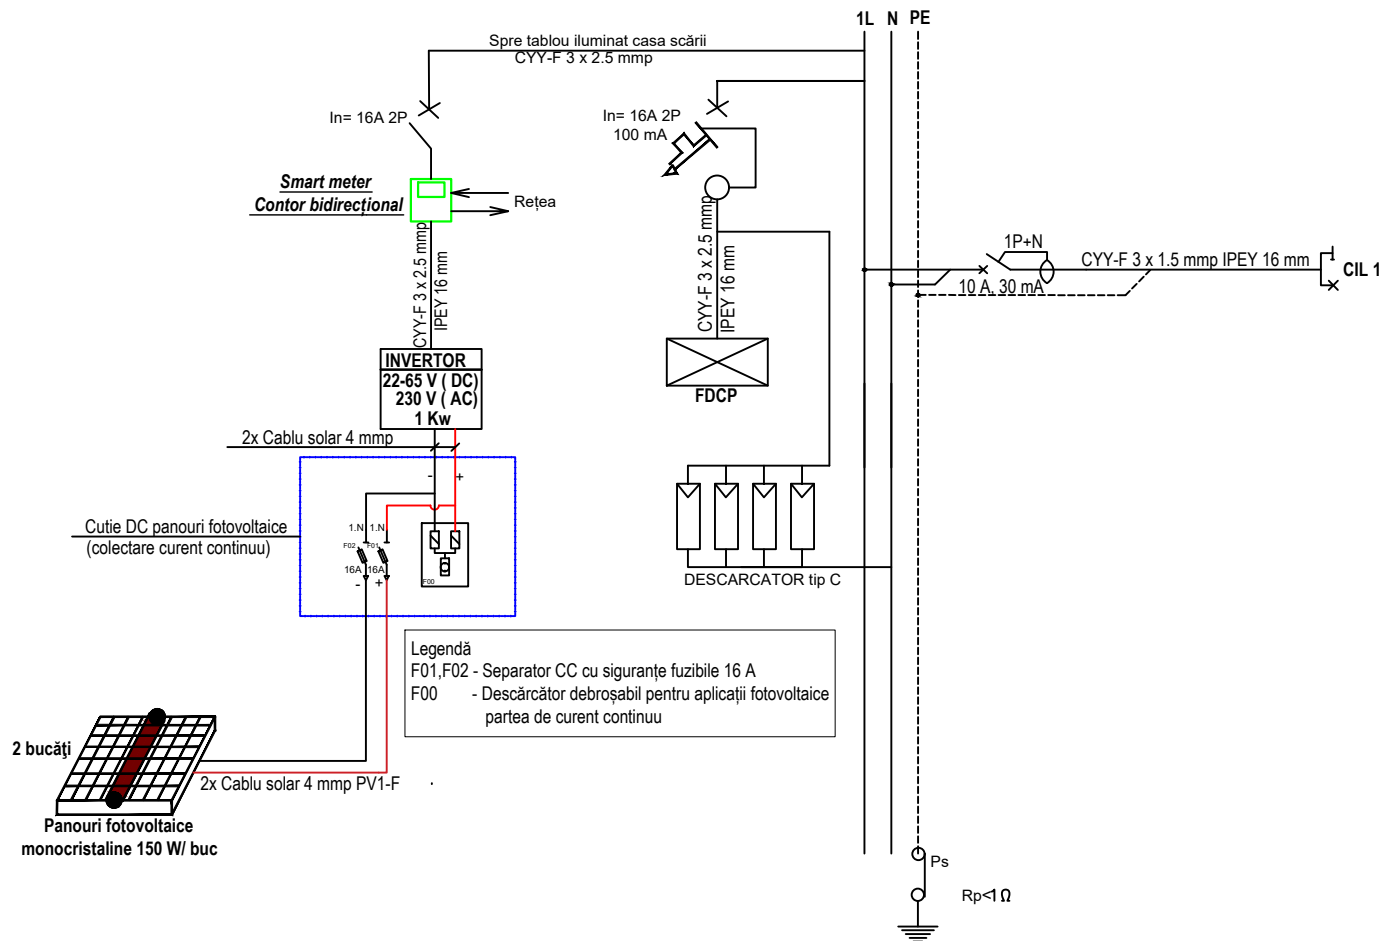 1L N PE
Spre tablou iluminat casa scării
CYY-F 3 x 2.5 mmp
In= 16A 2P
In= 16A 2P
100 mA
Smart meter
Contor bidirecțional
Rețea
CYY-F 3 x 2.5 mmp
IPEY 16 mm
CYY-F 3 x 2.5 mmp
IPEY 16 mm
1P+N
CYY-F 3 x 1.5 mmp IPEY 16 mm
10 A, 30 mA
CIL 1
INVERTOR
22-65 V ( DC)
230 V ( AC)
1 Kw
FDCP
2x Cablu solar 4 mmp
- +
Cutie DC panouri fotovoltaice
(colectare curent continuu)
1.N 1.N
F02 F01
16A 16A
- +
F00
DESCARCATOR tip C
Legendă
F01,F02 - Separator CC cu siguranțe fuzibile 16 A
F00 - Descărcător debroșabil pentru aplicații fotovoltaice
partea de curent continuu
2 bucăţi
2x Cablu solar 4 mmp PV1-F
Panouri fotovoltaice
monocristaline 150 W/ buc
Ps
Rp<1 Ω